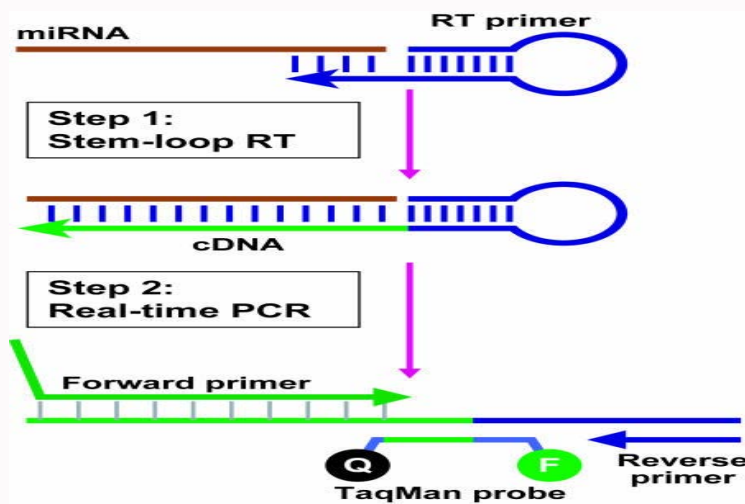 RT primer
miRNA
Step 1:
Stem-loop RT
cDNA
Step 2:
Real-time PCR
Forward primer
Q
F
Reverse
primer
TaqMan probe